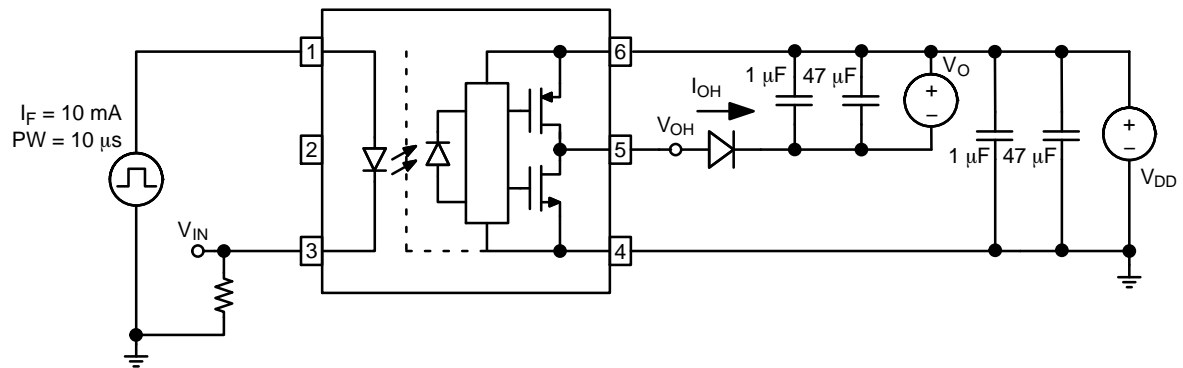 1
6
1 μF
47 μF
V_O
+
−
I_OH
I_F = 10 mA
PW = 10 μs
V_OH
2
5
1 μF
47 μF
+
−
V_DD
V_IN
3
4